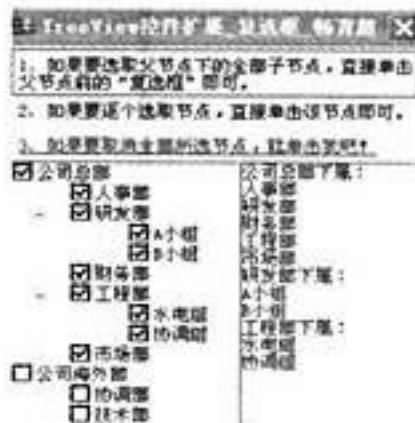 TreeView控件扩展_复选框_畅言题
1、如果要选取父节点下的全部子节点，直接单击
父节点前的“复选框”即可。
2、如果要逐个选取节点，直接单击该节点即可。
3、如果要取消全部所选节点，就单击我吧！
公司总部
人事部
研发部
A小组
B小组
财务部
工程部
水电组
协调组
市场部
公司海外部
协调部
技术部
公司总部下属：
人事部
研发部
财务部
工程部
市场部
研发部下属：
A小组
B小组
工程部下属：
水电组
协调组